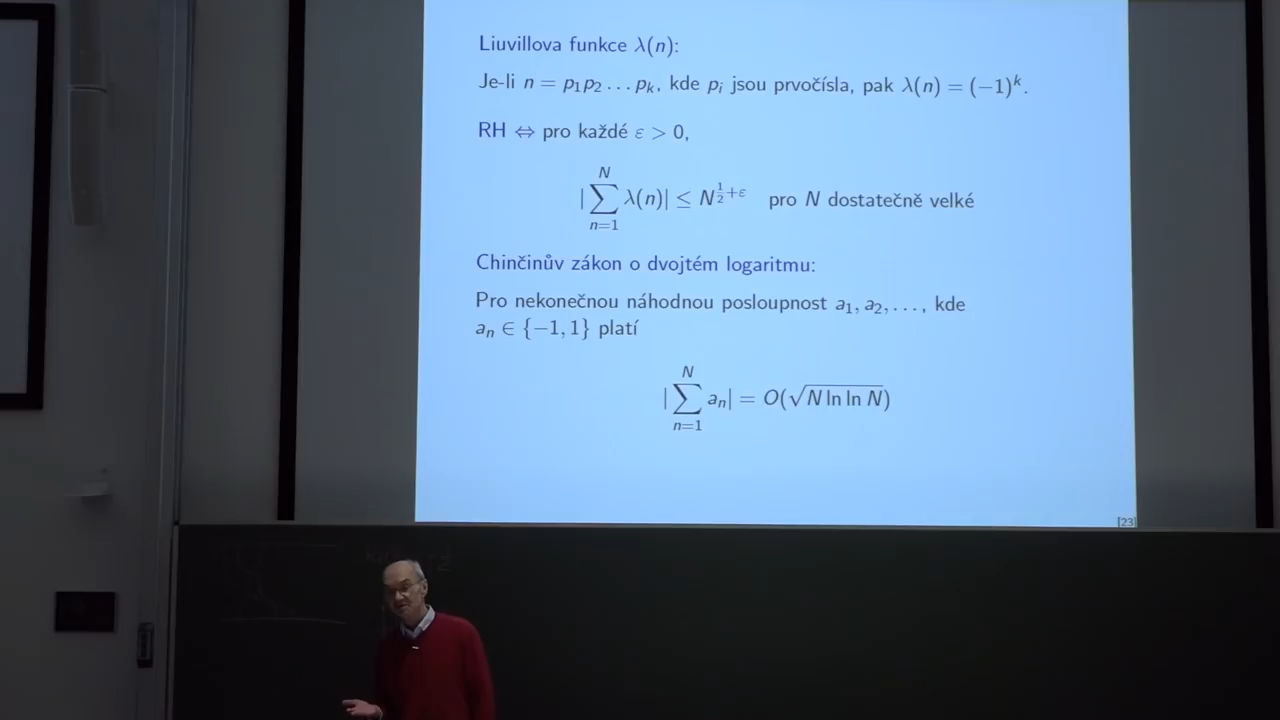 Liuvillova funkce λ(n):
Je-li n = p₁p₂ … pₖ, kde pᵢ jsou prvočísla, pak λ(n) = (−1)ᵏ.
RH ⇔ pro každé ε > 0,
|∑_{n=1}^{N} λ(n)| ≤ N^{1/2+ε} pro N dostatečně velké
Chinčinův zákon o dvojtém logaritmu:
Pro nekonečnou náhodnou posloupnost a₁, a₂, …, kde
aₙ ∈ {−1, 1} platí
|∑_{n=1}^{N} aₙ| = O(√(N ln ln N))
[23]